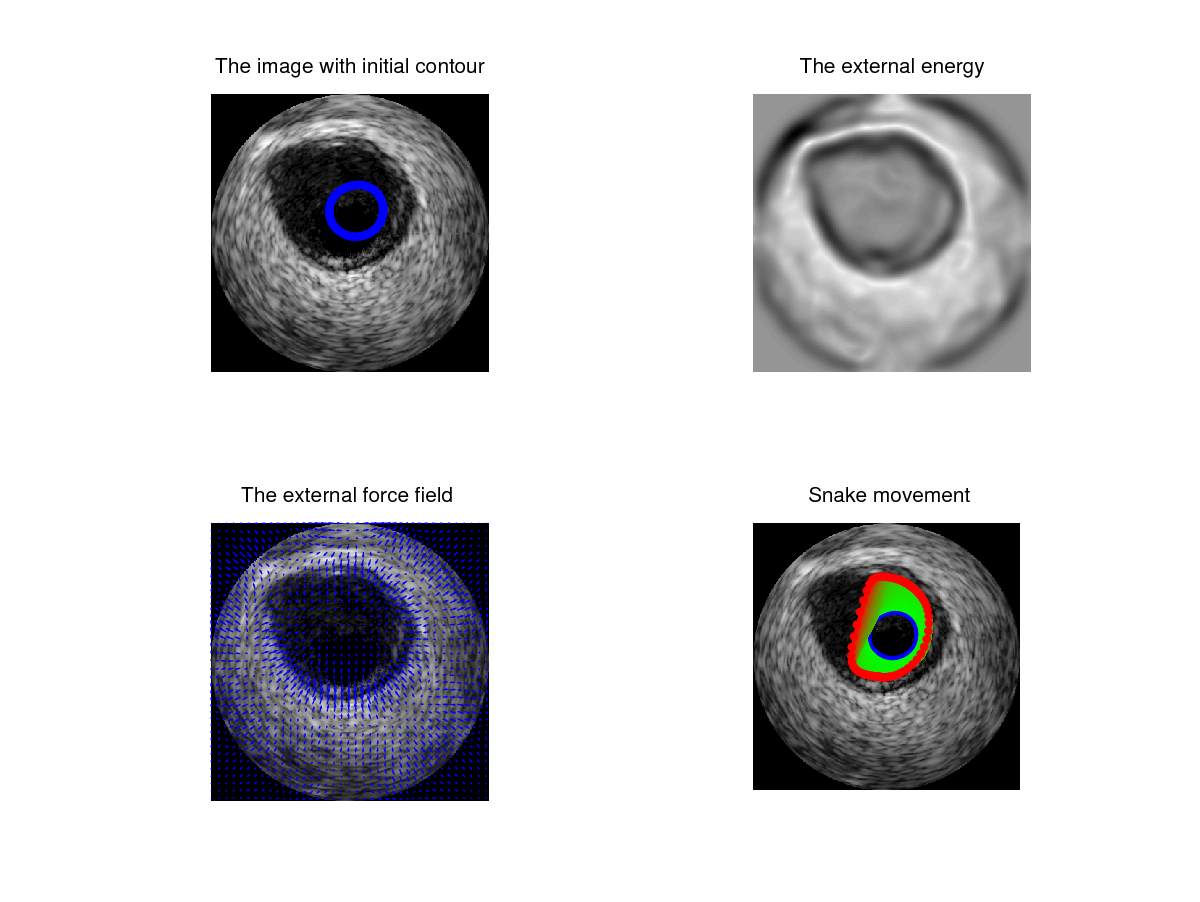 The image with initial contour
The external energy
The external force field
Snake movement